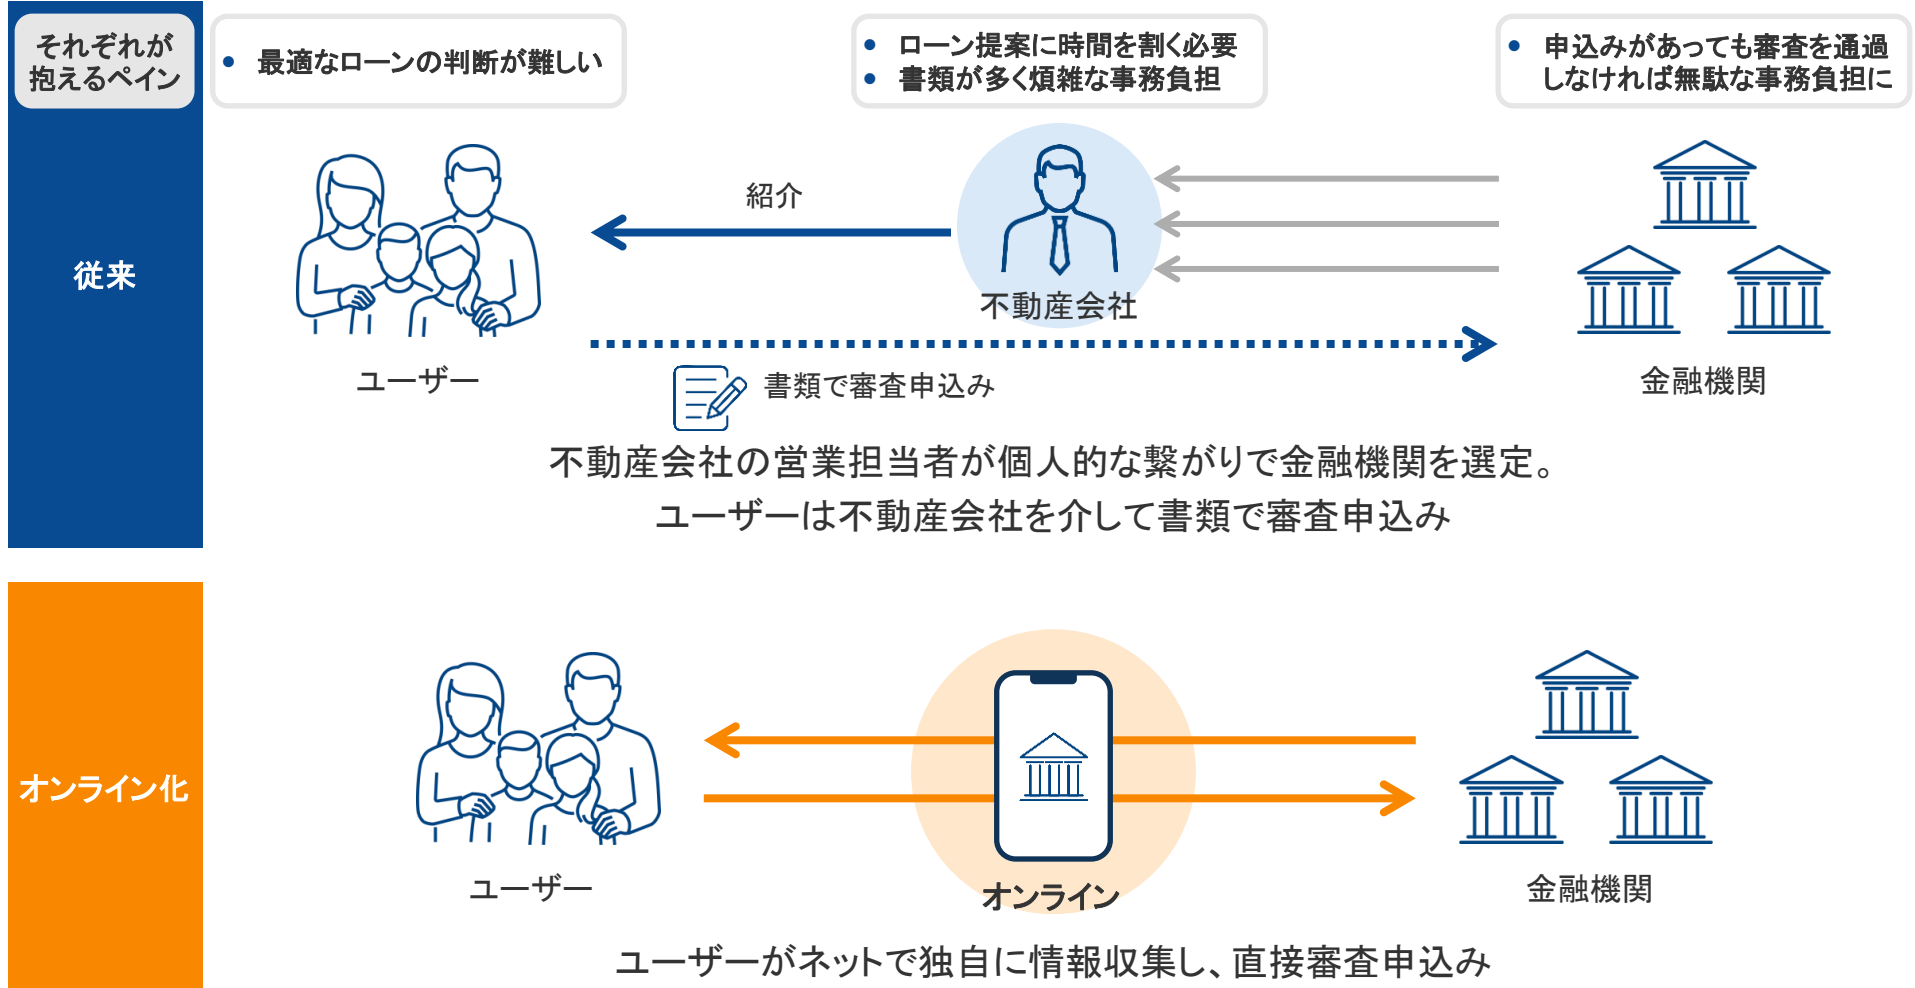 それぞれが
抱えるペイン
• 最適なローンの判断が難しい
• ローン提案に時間を割く必要
• 書類が多く煩雑な事務負担
• 申込みがあっても審査を通過
しなければ無駄な事務負担に
従来
紹介
不動産会社
ユーザー
書類で審査申込み
金融機関
不動産会社の営業担当者が個人的な繋がりで金融機関を選定。
ユーザーは不動産会社を介して書類で審査申込み
オンライン化
ユーザー
オンライン
金融機関
ユーザーがネットで独自に情報収集し、直接審査申込み